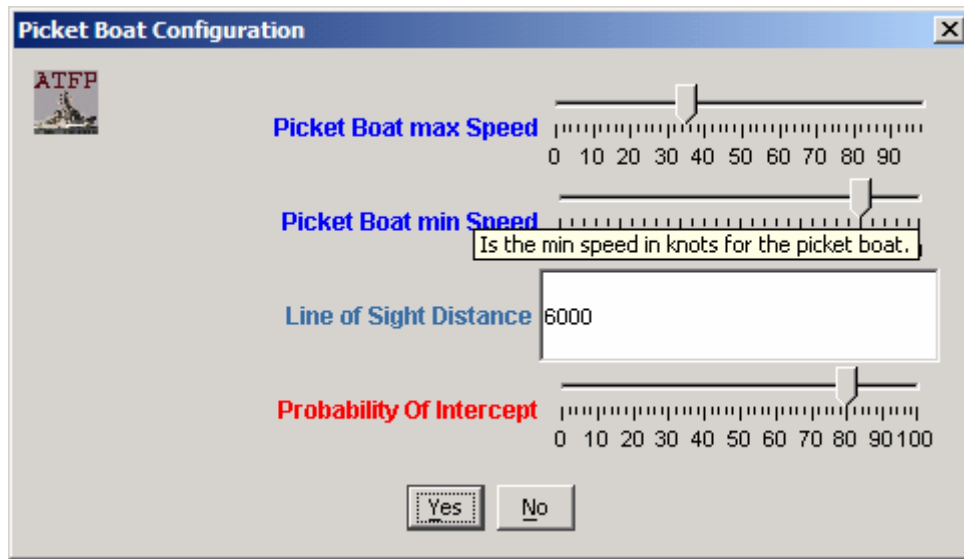 Picket Boat Configuration
ATFP
Picket Boat max Speed
0 10 20 30 40 50 60 70 80 90
Picket Boat min Speed
Is the min speed in knots for the picket boat.
Line of Sight Distance 6000
Probability Of Intercept
0 10 20 30 40 50 60 70 80 90 100
Yes No